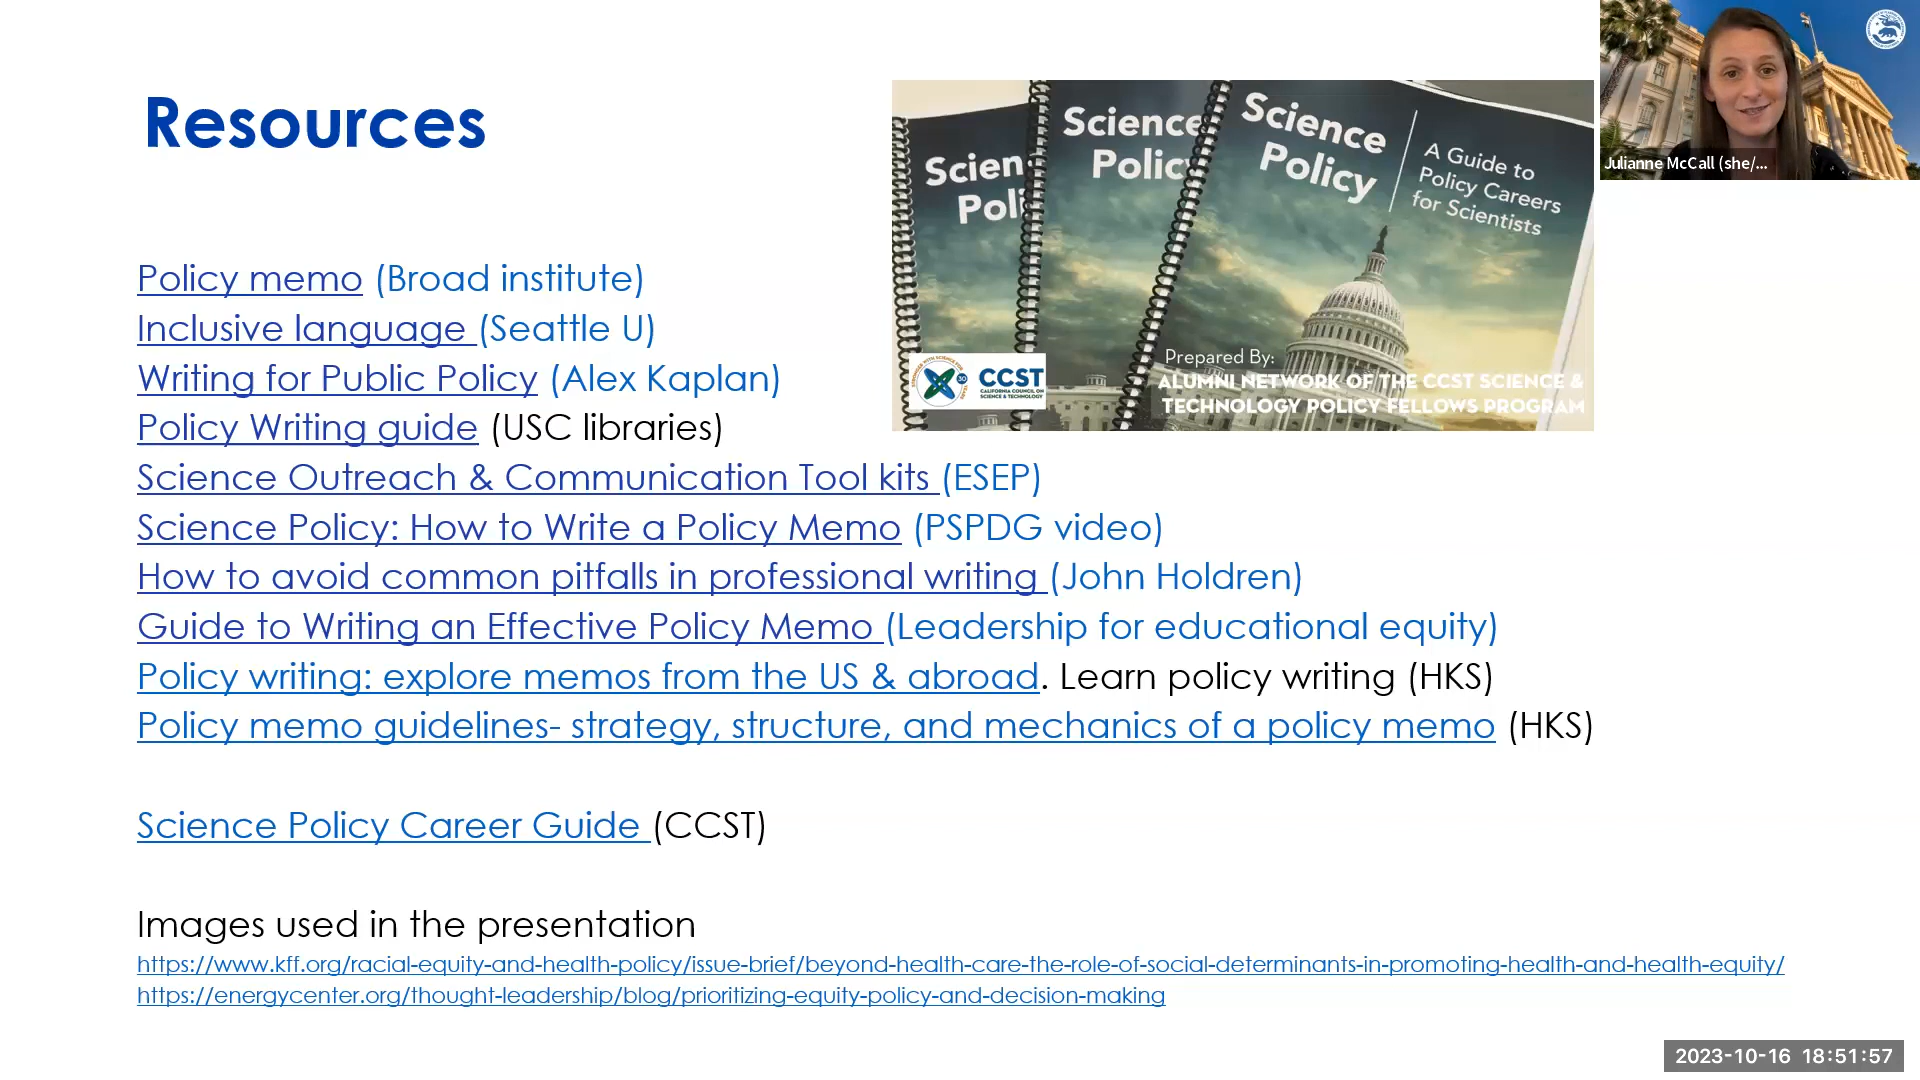 Resources
Policy memo (Broad institute)
Inclusive language (Seattle U)
Writing for Public Policy (Alex Kaplan)
Policy Writing guide (USC libraries)
Science Outreach & Communication Tool kits (ESEP)
Science Policy: How to Write a Policy Memo (PSPDG video)
How to avoid common pitfalls in professional writing (John Holdren)
Guide to Writing an Effective Policy Memo (Leadership for educational equity)
Policy writing: explore memos from the US & abroad. Learn policy writing (HKS)
Policy memo guidelines- strategy, structure, and mechanics of a policy memo (HKS)
Science Policy Career Guide (CCST)
Images used in the presentation
https://www.kff.org/racial-equity-and-health-policy/issue-brief/beyond-health-care-the-role-of-social-determinants-in-promoting-health-and-health-equity/
https://energycenter.org/thought-leadership/blog/prioritizing-equity-policy-and-decision-making
Scien
Poli
Science
Policy
Science
Policy
A Guide to
Policy Careers
for Scientists
CCST
CALIFORNIA COUNCIL ON
SCIENCE & TECHNOLOGY
30
Prepared By:
ALUMNI NETWORK OF THE CCST SCIENCE &
TECHNOLOGY POLICY FELLOWS PROGRAM
Julianne McCall (she/...
2023-10-16 18:51:57